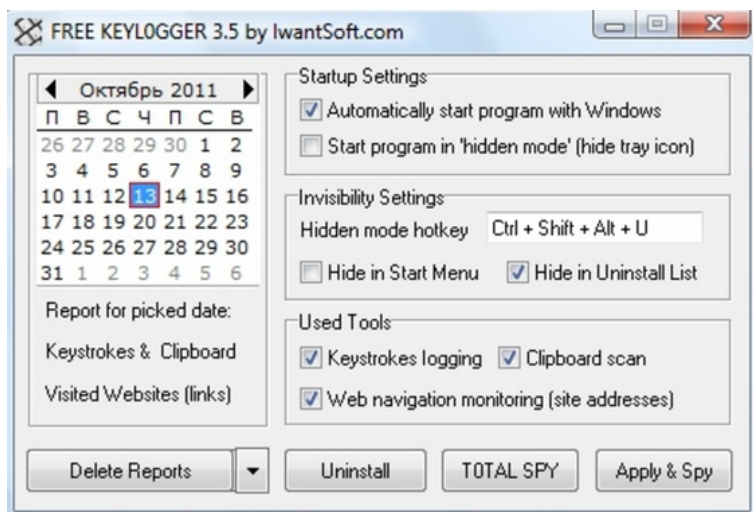 FREE KEYL0GGER 3.5 by IwantSoft.com
Октябрь 2011
П В С Ч П С В
26 27 28 29 30 1 2
3 4 5 6 7 8 9
10 11 12 13 14 15 16
17 18 19 20 21 22 23
24 25 26 27 28 29 30
31 1 2 3 4 5 6
Report for picked date:
Keystrokes & Clipboard
Visited Websites (links)
Startup Settings
Automatically start program with Windows
Start program in 'hidden mode' (hide tray icon)
Invisibility Settings
Hidden mode hotkey Ctrl + Shift + Alt + U
Hide in Start Menu Hide in Uninstall List
Used Tools
Keystrokes logging Clipboard scan
Web navigation monitoring (site addresses)
Delete Reports Uninstall T0TAL SPY Apply & Spy